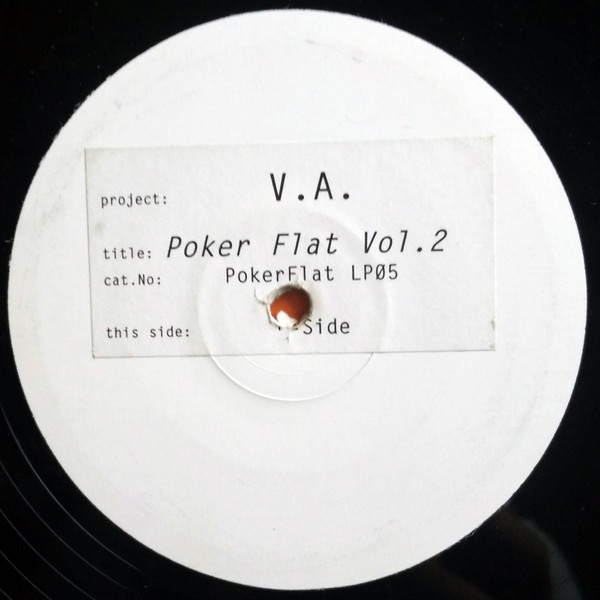 project: V.A.
title: Poker Flat Vol.2
cat.No: PokerFlat LPØ5
this side: -Side